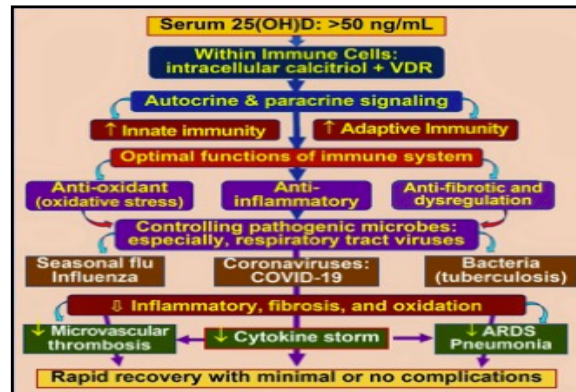 Serum 25(OH)D: >50 ng/mL
Within Immune Cells:
intracellular calcitriol + VDR
Autocrine & paracrine signaling
↑ Innate immunity
↑ Adaptive Immunity
Optimal functions of immune system
Anti-oxidant
(oxidative stress)
Anti-
inflammatory
Anti-fibrotic and
dysregulation
Controlling pathogenic microbes:
especially, respiratory tract viruses
Seasonal flu
Influenza
Coronaviruses:
COVID-19
Bacteria
(tuberculosis)
⇩ Inflammatory, fibrosis, and oxidation
↓ Microvascular
thrombosis
↓ Cytokine storm
↓ ARDS
Pneumonia
Rapid recovery with minimal or no complications